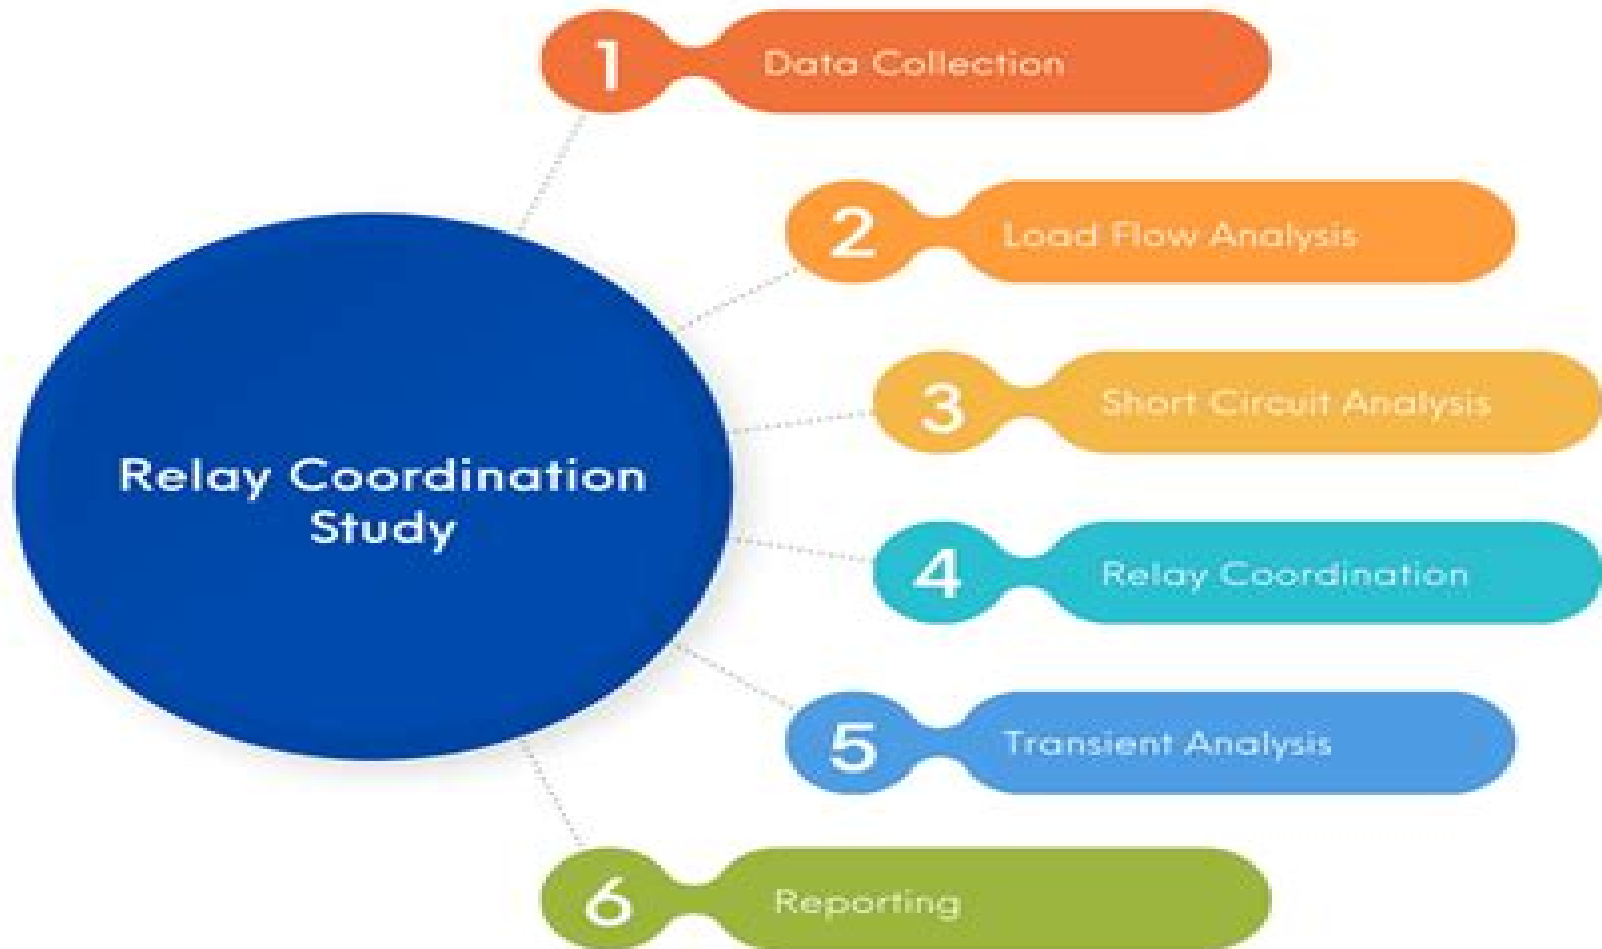 Relay Coordination
Study
1 Data Collection
2 Load Flow Analysis
3 Short Circuit Analysis
4 Relay Coordination
5 Transient Analysis
6 Reporting